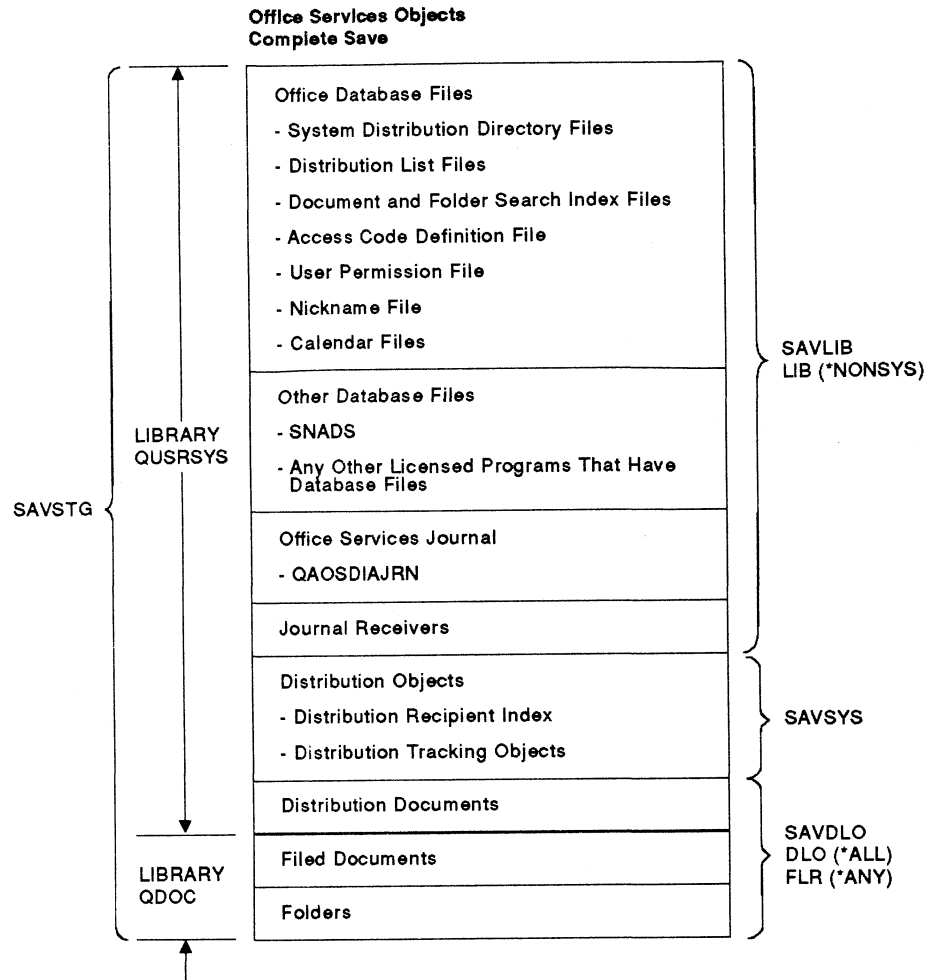 Office Services Objects
Complete Save
Office Database Files
- System Distribution Directory Files
- Distribution List Files
- Document and Folder Search Index Files
- Access Code Definition File
- User Permission File
- Nickname File
- Calendar Files
Other Database Files
- SNADS
- Any Other Licensed Programs That Have
Database Files
Office Services Journal
- QAOSDIAJRN
Journal Receivers
Distribution Objects
- Distribution Recipient Index
- Distribution Tracking Objects
Distribution Documents
Filed Documents
Folders
SAVSTG
LIBRARY
QUSRSYS
LIBRARY
QDOC
SAVLIB
LIB (*NONSYS)
SAVSYS
SAVDLO
DLO (*ALL)
FLR (*ANY)